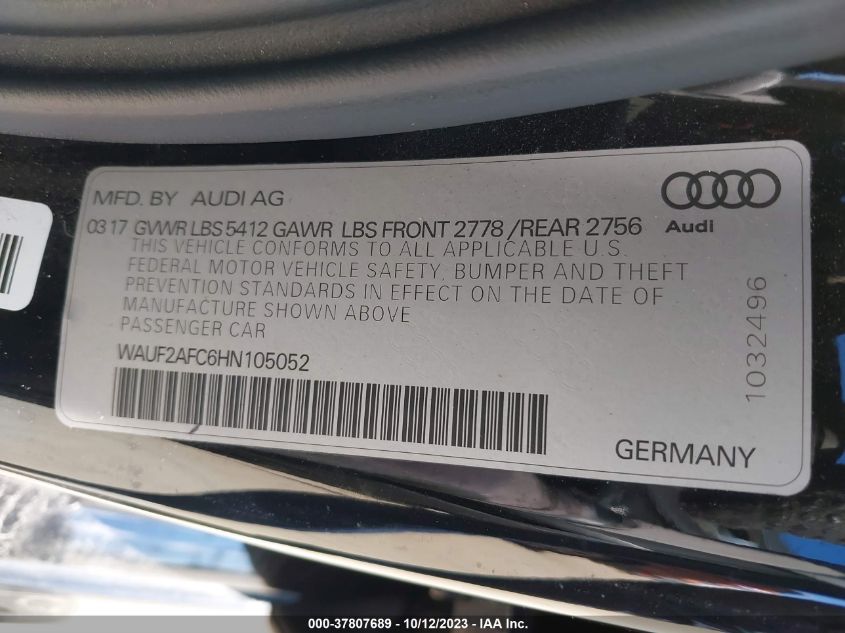 MFD. BY AUDI AG
Audi
03 17 GVWR LBS 5412 GAWR LBS FRONT 2778 /REAR 2756
THIS VEHICLE CONFORMS TO ALL APPLICABLE U.S.
FEDERAL MOTOR VEHICLE SAFETY, BUMPER AND THEFT
PREVENTION STANDARDS IN EFFECT ON THE DATE OF
MANUFACTURE SHOWN ABOVE
PASSENGER CAR
WAUF2AFC6HN105052
1032496
GERMANY
000-37807689 - 10/12/2023 - IAA Inc.